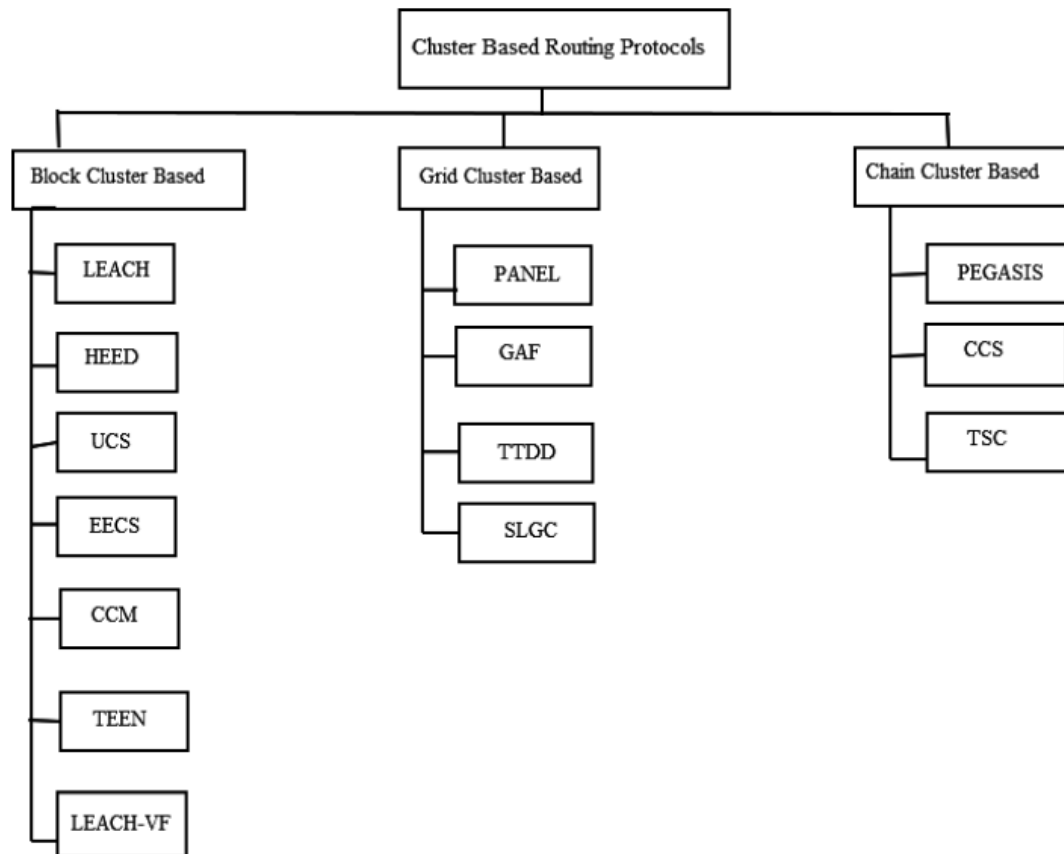 Cluster Based Routing Protocols
Block Cluster Based
LEACH
HEED
UCS
EECS
CCM
TEEN
LEACH-VF
Grid Cluster Based
PANEL
GAF
TTDD
SLGC
Chain Cluster Based
PEGASIS
CCS
TSC